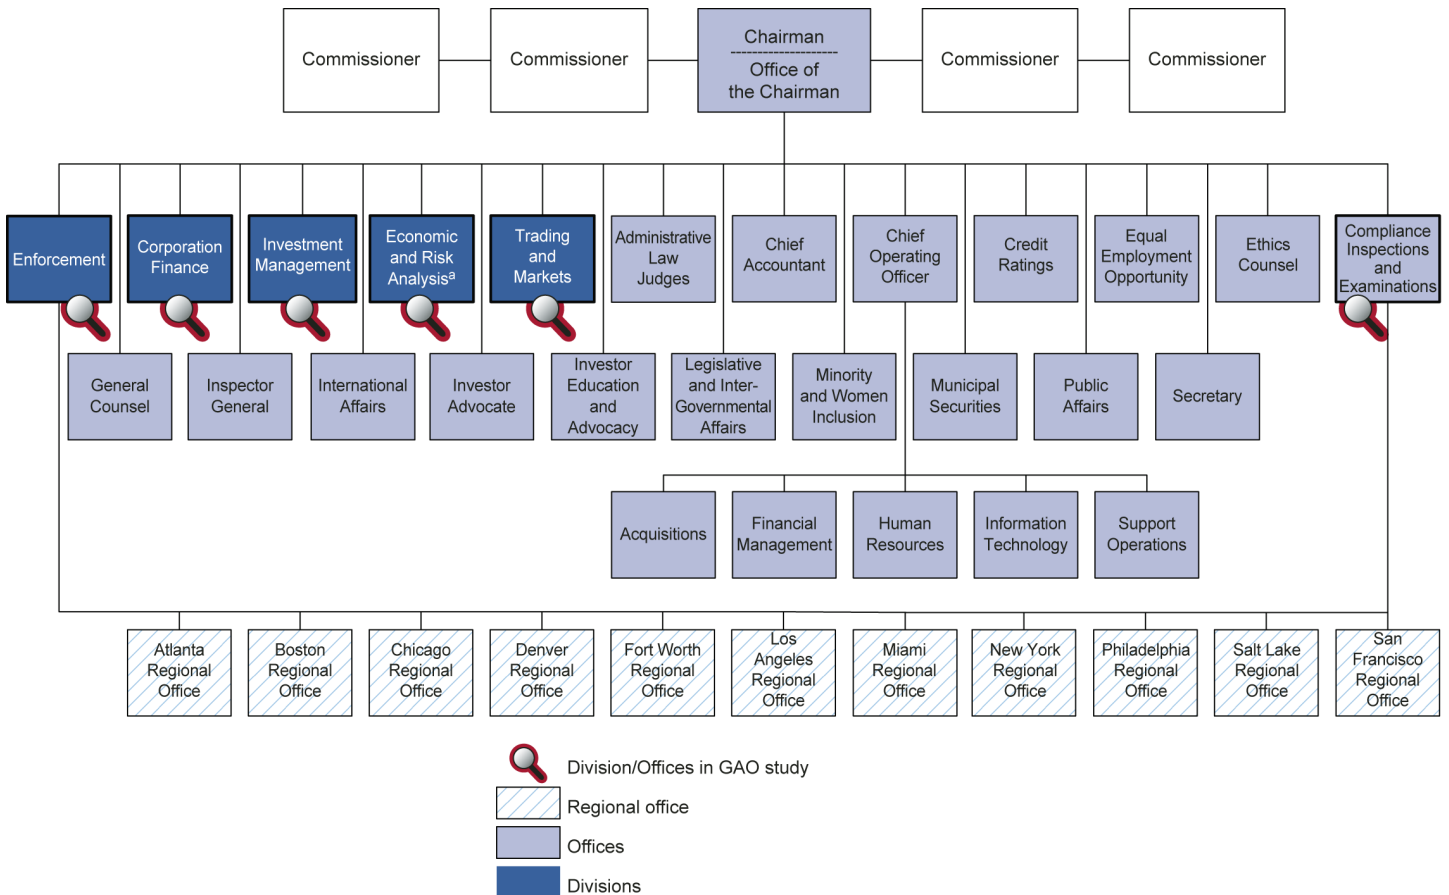 Commissioner
Commissioner
Chairman
Office of
the Chairman
Commissioner
Commissioner
Enforcement
Corporation
Finance
Investment
Management
Economic
and Risk
Analysisᵃ
Trading
and
Markets
Administrative
Law
Judges
Chief
Accountant
Chief
Operating
Officer
Credit
Ratings
Equal
Employment
Opportunity
Ethics
Counsel
Compliance
Inspections
and
Examinations
General
Counsel
Inspector
General
International
Affairs
Investor
Advocate
Investor
Education
and
Advocacy
Legislative
and Inter-
Governmental
Affairs
Minority
and Women
Inclusion
Municipal
Securities
Public
Affairs
Secretary
Acquisitions
Financial
Management
Human
Resources
Information
Technology
Support
Operations
Atlanta
Regional
Office
Boston
Regional
Office
Chicago
Regional
Office
Denver
Regional
Office
Fort Worth
Regional
Office
Los
Angeles
Regional
Office
Miami
Regional
Office
New York
Regional
Office
Philadelphia
Regional
Office
Salt Lake
Regional
Office
San
Francisco
Regional
Office
Division/Offices in GAO study
Regional office
Offices
Divisions